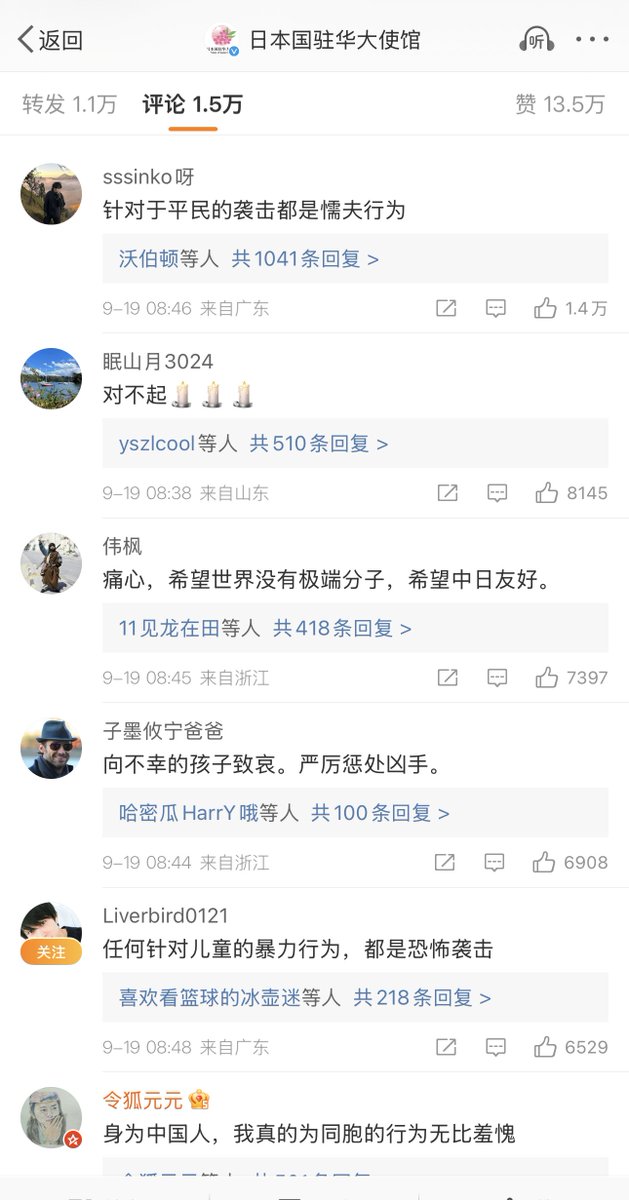 返回
日本国驻华大使馆
听
转发 1.1万 评论 1.5万 赞 13.5万
sssinko呀
针对于平民的袭击都是懦夫行为
沃伯顿等人 共1041条回复 >
9-19 08:46 来自广东 1.4万
眠山月3024
对不起
yszlcool等人 共510条回复 >
9-19 08:38 来自山东 8145
伟枫
痛心，希望世界没有极端分子，希望中日友好。
11见龙在田等人 共418条回复 >
9-19 08:45 来自浙江 7397
子墨攸宁爸爸
向不幸的孩子致哀。严厉惩处凶手。
哈密瓜HarrY哦等人 共100条回复 >
9-19 08:44 来自浙江 6908
Liverbird0121
关注
任何针对儿童的暴力行为，都是恐怖袭击
喜欢看篮球的冰壶迷等人 共218条回复 >
9-19 08:48 来自广东 6529
令狐元元
身为中国人，我真的为同胞的行为无比羞愧